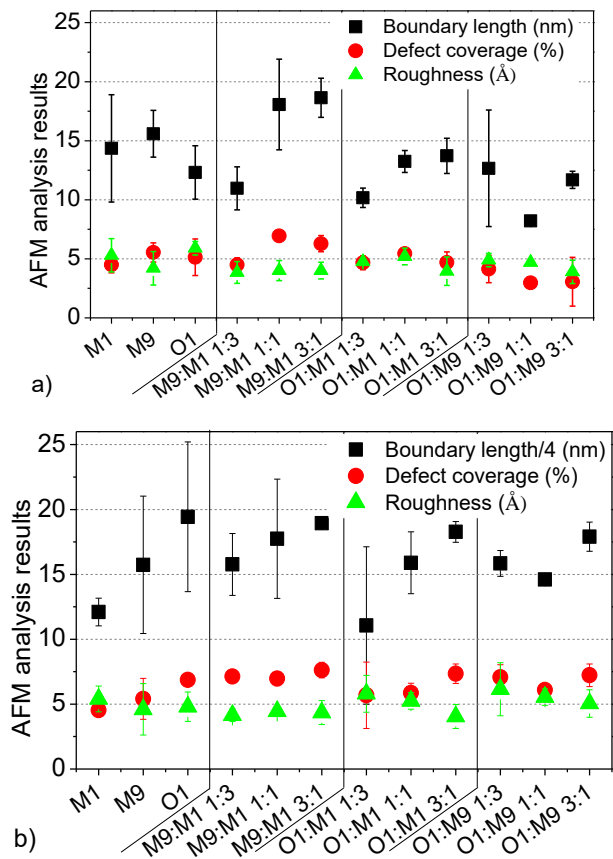 25
20
15
10
5
0
AFM analysis results
Boundary length (nm)
Defect coverage (%)
Roughness (Å)
M1
M9
O1
M9:M1 1:3
M9:M1 1:1
M9:M1 3:1
O1:M1 1:3
O1:M1 1:1
O1:M1 3:1
O1:M9 1:3
O1:M9 1:1
O1:M9 3:1
a)
25
20
15
10
5
0
AFM analysis results
Boundary length/4 (nm)
Defect coverage (%)
Roughness (Å)
M1
M9
O1
M9:M1 1:3
M9:M1 1:1
M9:M1 3:1
O1:M1 1:3
O1:M1 1:1
O1:M1 3:1
O1:M9 1:3
O1:M9 1:1
O1:M9 3:1
b)